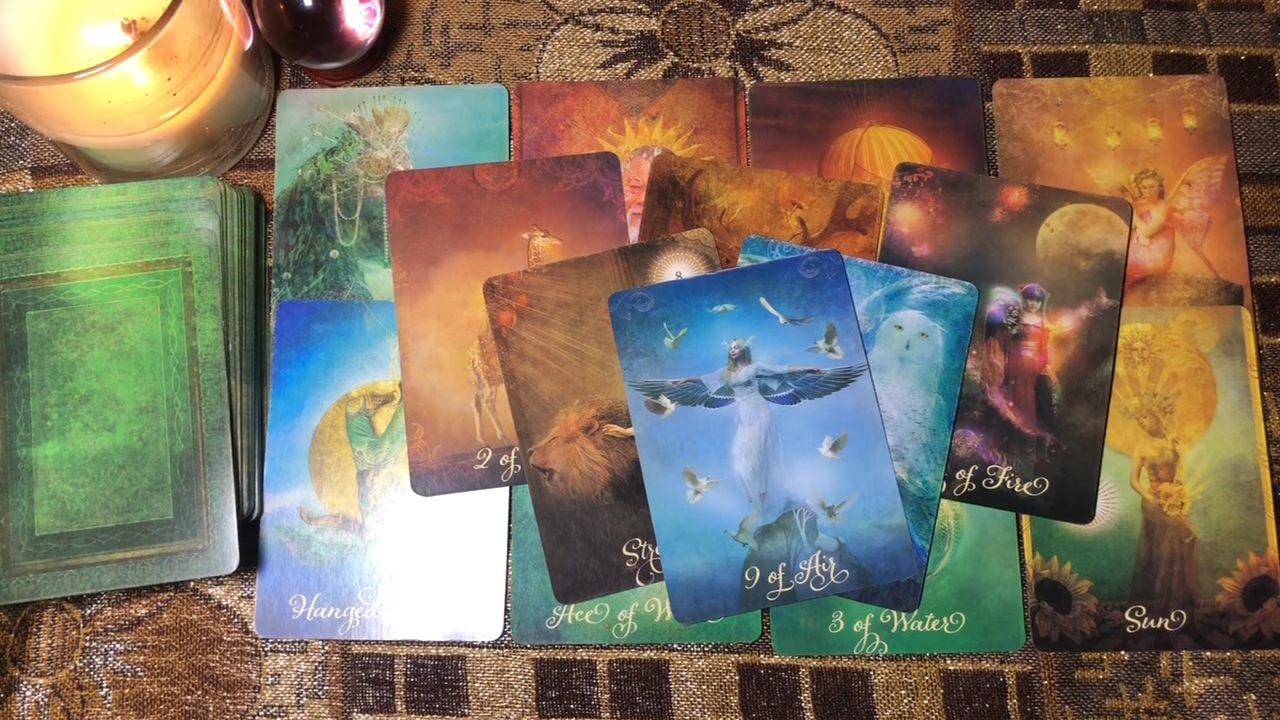 8
2 of
of Fire
Str
9 of Air
Hanged
Ace of W
3 of Water
Sun